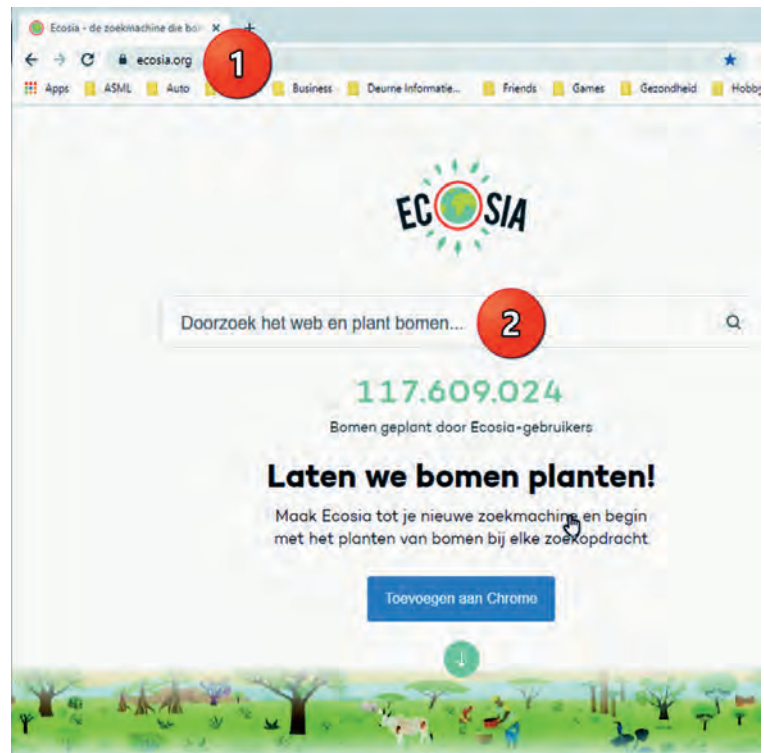 Ecosia - de zoekmachine die bo
ecosia.org
1
Apps ASML Auto Business Deurne Informatie... Friends Games Gezondheid Hobby
ECOSIA
Doorzoek het web en plant bomen...
2
117.609.024
Bomen geplant door Ecosia-gebruikers
Laten we bomen planten!
Maak Ecosia tot je nieuwe zoekmachine en begin
met het planten van bomen bij elke zoekopdracht
Toevoegen aan Chrome